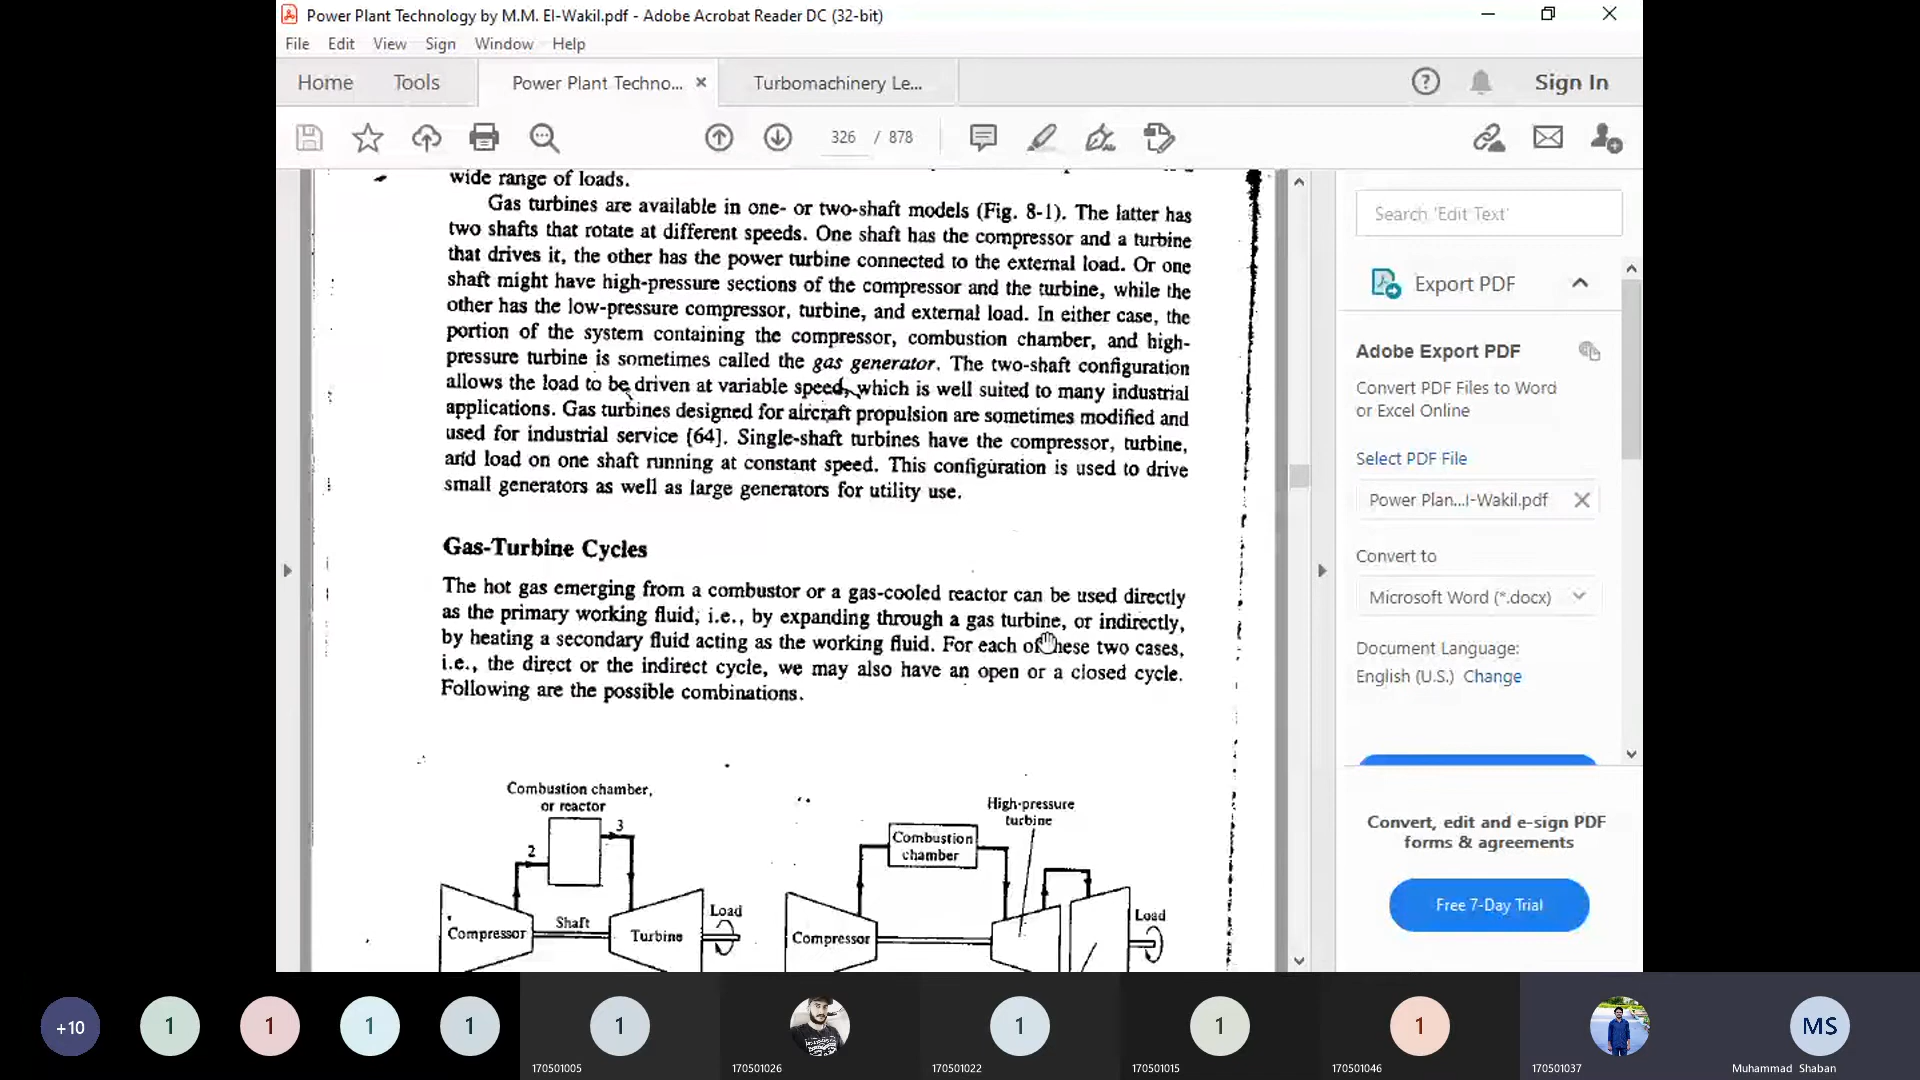 Power Plant Technology by M.M. El-Wakil.pdf - Adobe Acrobat Reader DC (32-bit)
File Edit View Sign Window Help
Home Tools Power Plant Techno... × Turbomachinery Le... Sign In
326 / 878
wide range of loads.
Gas turbines are available in one- or two-shaft models (Fig. 8-1). The latter has
two shafts that rotate at different speeds. One shaft has the compressor and a turbine
that drives it, the other has the power turbine connected to the external load. Or one
shaft might have high-pressure sections of the compressor and the turbine, while the
other has the low-pressure compressor, turbine, and external load. In either case, the
portion of the system containing the compressor, combustion chamber, and high-
pressure turbine is sometimes called the gas generator. The two-shaft configuration
allows the load to be driven at variable speed, which is well suited to many industrial
applications. Gas turbines designed for aircraft propulsion are sometimes modified and
used for industrial service [64]. Single-shaft turbines have the compressor, turbine,
and load on one shaft running at constant speed. This configuration is used to drive
small generators as well as large generators for utility use.
Gas-Turbine Cycles
The hot gas emerging from a combustor or a gas-cooled reactor can be used directly
as the primary working fluid, i.e., by expanding through a gas turbine, or indirectly,
by heating a secondary fluid acting as the working fluid. For each of these two cases,
i.e., the direct or the indirect cycle, we may also have an open or a closed cycle.
Following are the possible combinations.
Combustion chamber,
or reactor
3
2
Compressor
Shaft
Turbine
Load
High-pressure
turbine
Combustion
chamber
Compressor
Load
Search 'Edit Text'
Export PDF
Adobe Export PDF
Convert PDF Files to Word
or Excel Online
Select PDF File
Power Plan...l-Wakil.pdf
Convert to
Microsoft Word (*.docx)
Document Language:
English (U.S.) Change
Convert, edit and e-sign PDF
forms & agreements
Free 7-Day Trial
+10 1 1 1 1 1 1 1 1 MS
170501005 170501026 170501022 170501015 170501046 170501037 Muhammad Shaban